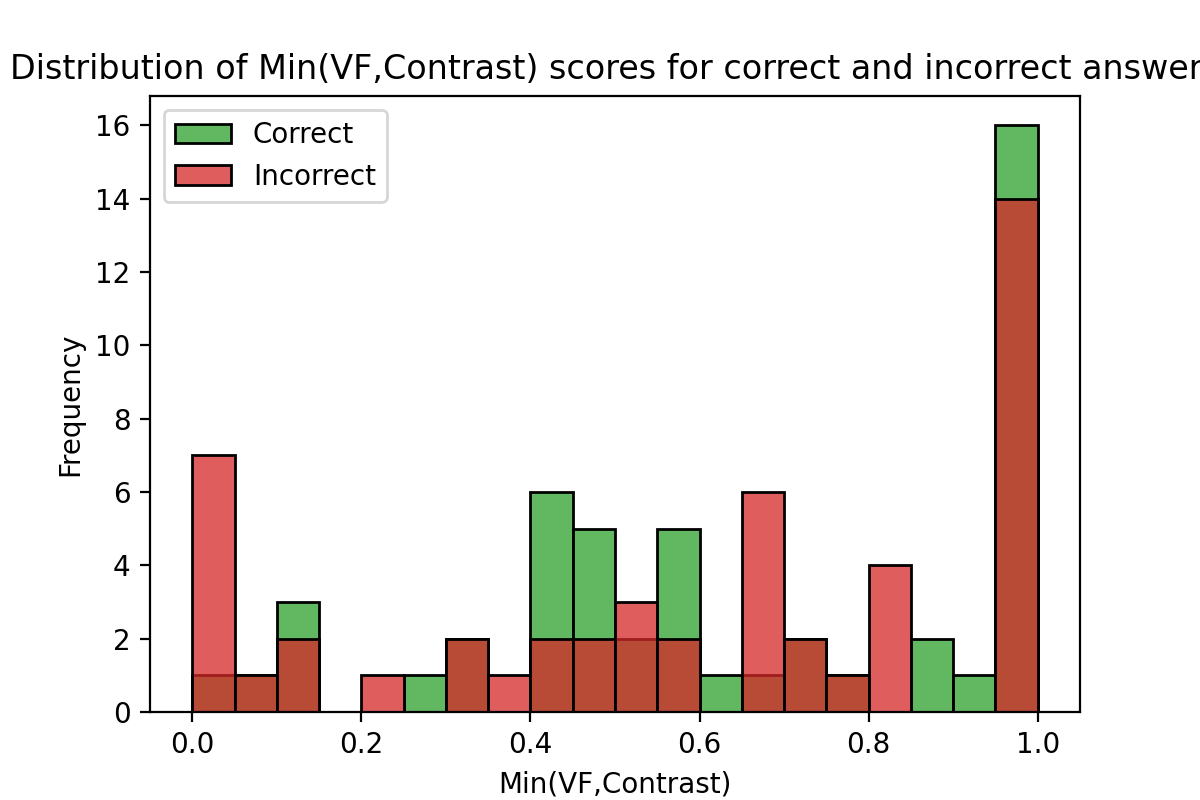 Distribution of Min(VF,Contrast) scores for correct and incorrect answer
Correct
Incorrect
16
14
12
10
8
6
4
2
0
Frequency
0.0 0.2 0.4 0.6 0.8 1.0
Min(VF,Contrast)